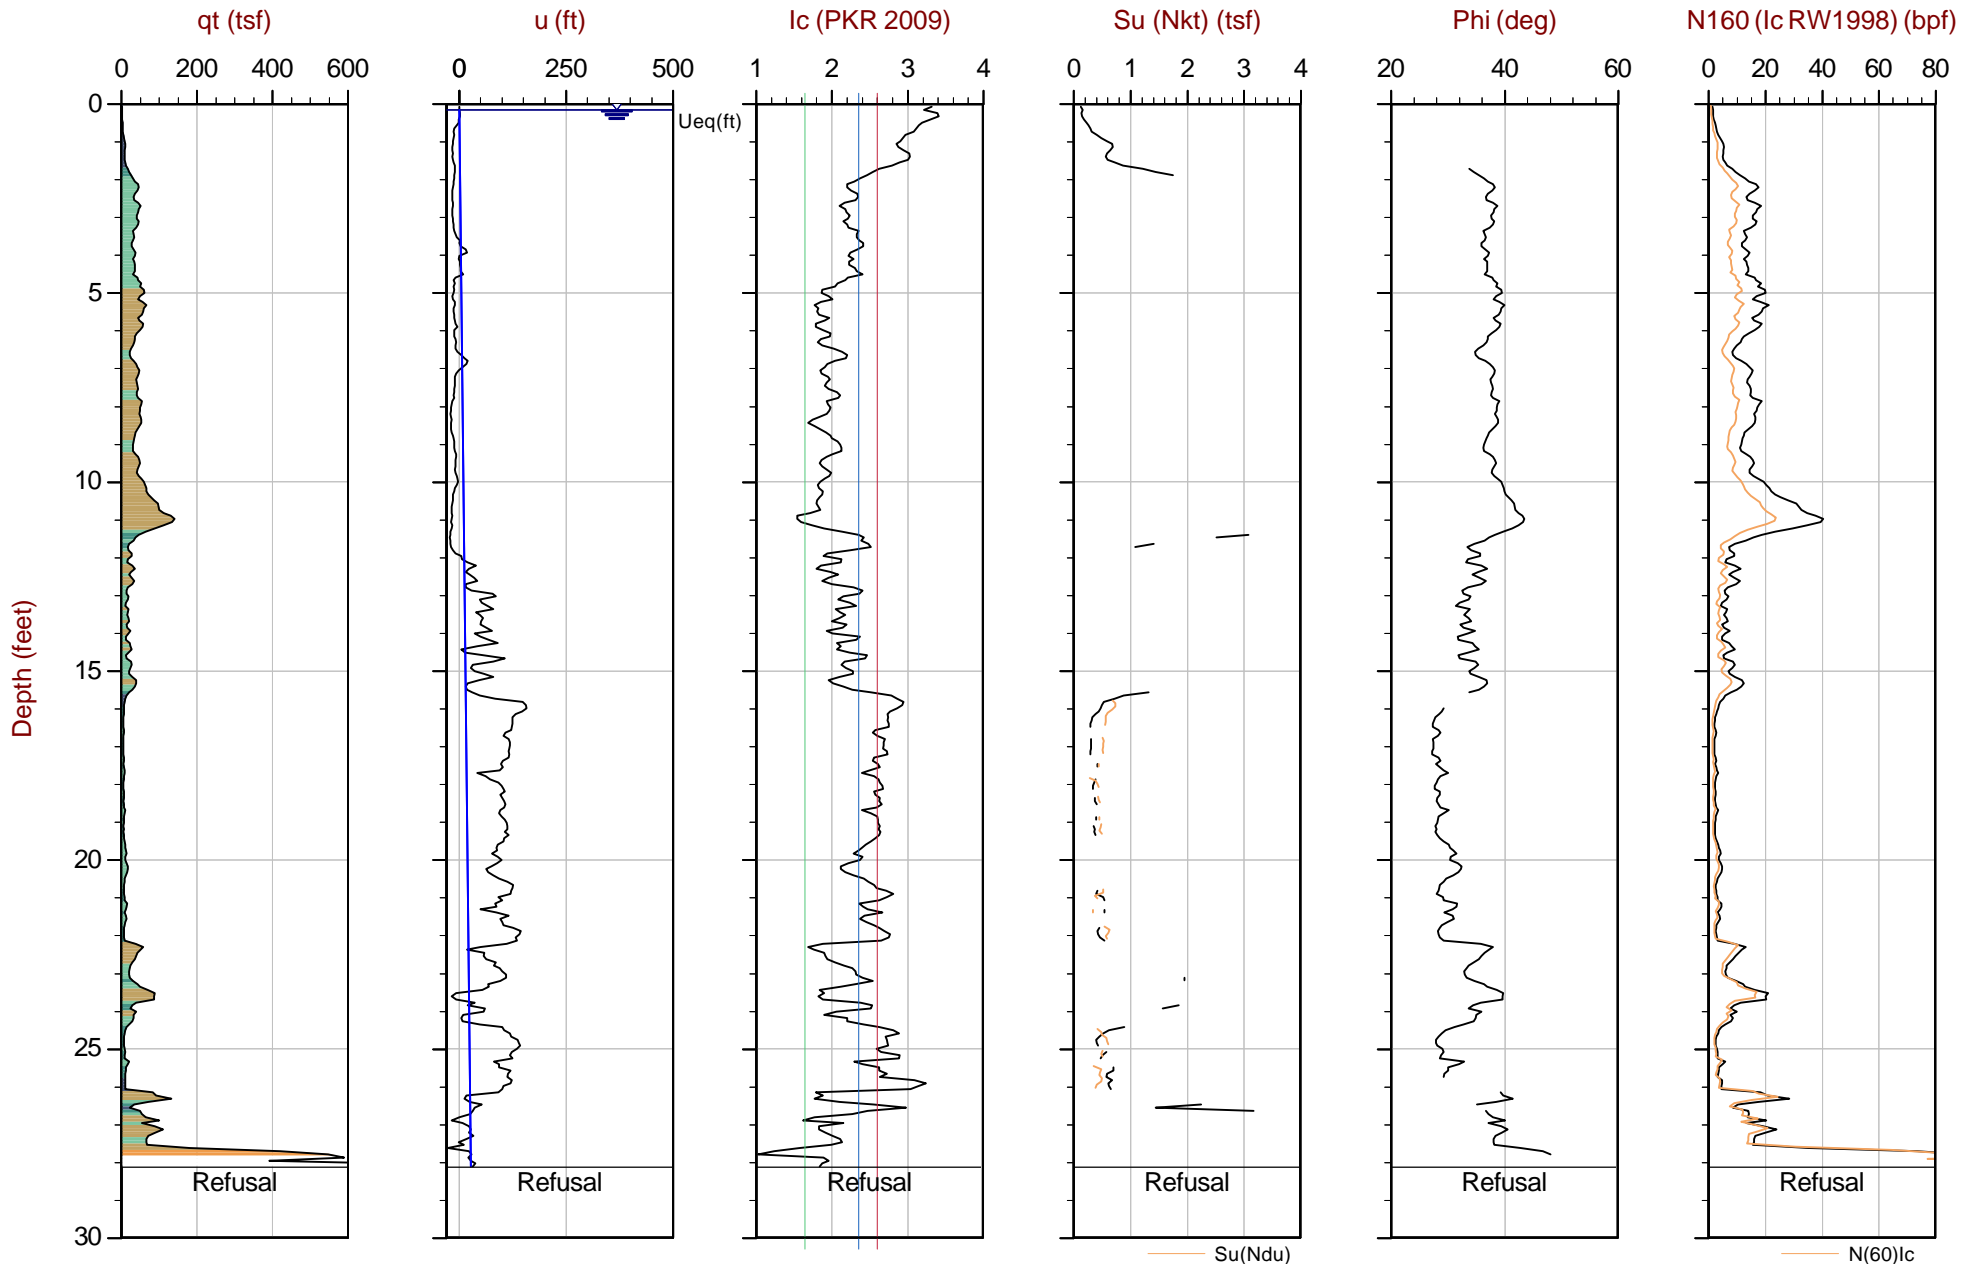 qt (tsf)
u (ft)
Ic (PKR 2009)
Su (Nkt) (tsf)
Phi (deg)
N160 (Ic RW1998) (bpf)
0 200 400 600
0 250 500
0
1 2 3 4
0 1 2 3 4
20 40 60
0 20 40 60 80
0
5
10
15
20
25
30
Depth (feet)
Ueq(ft)
Refusal
Refusal
Refusal
Refusal
Refusal
Refusal
Su(Ndu)
N(60)Ic